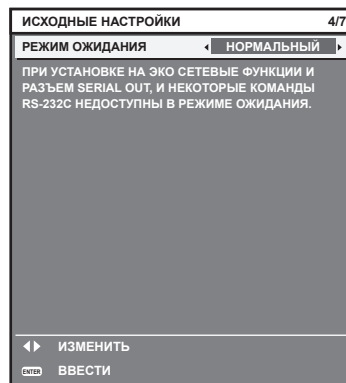 ИСХОДНЫЕ НАСТРОЙКИ 4/7
РЕЖИМ ОЖИДАНИЯ НОРМАЛЬНЫЙ
ПРИ УСТАНОВКЕ НА ЭКО СЕТЕВЫЕ ФУНКЦИИ И
РАЗЪЕМ SERIAL OUT, И НЕКОТОРЫЕ КОМАНДЫ
RS-232C НЕДОСТУПНЫ В РЕЖИМЕ ОЖИДАНИЯ.
ИЗМЕНИТЬ
ENTER ВВЕСТИ